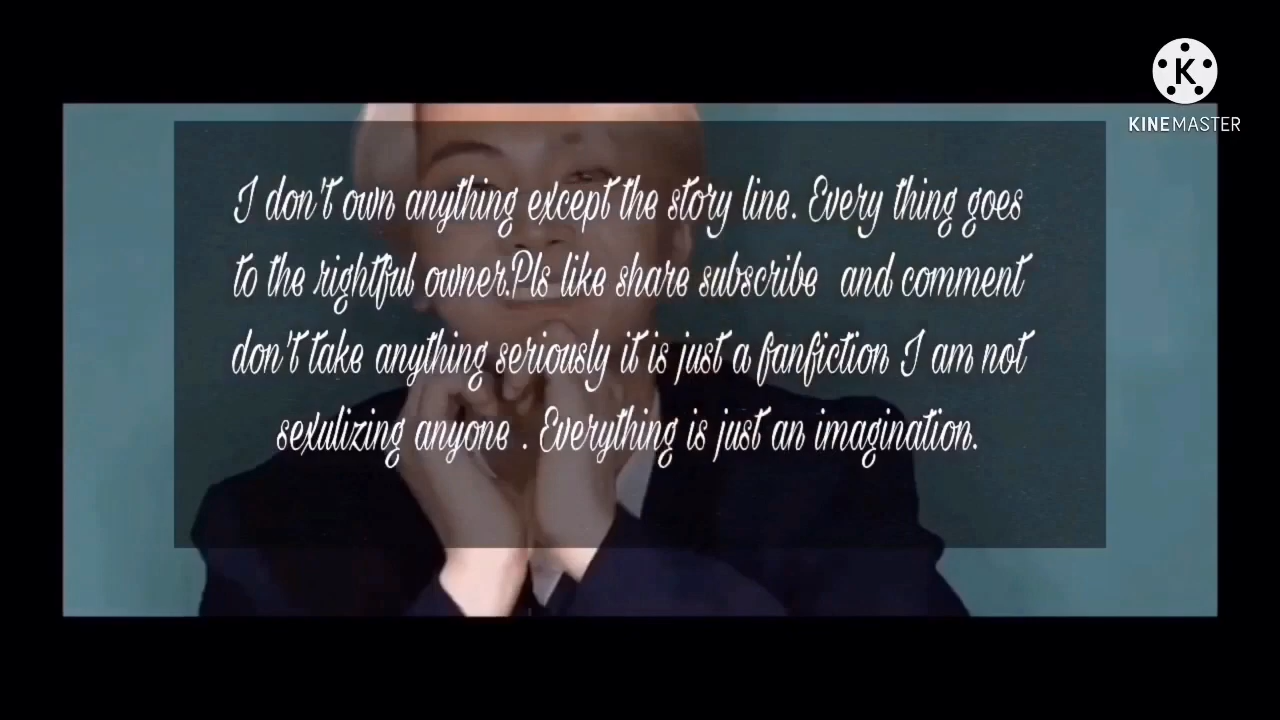 K
KINEMASTER
I don't own anything except the story line. Every thing goes
to the rightful owner.Pls like share subscribe and comment
don't take anything seriously it is just a fanfiction I am not
sexulizing anyone . Everything is just an imagination.